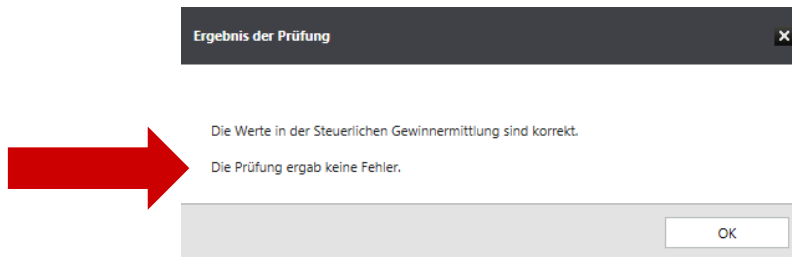 Ergebnis der Prüfung
Die Werte in der Steuerlichen Gewinnermittlung sind korrekt.
Die Prüfung ergab keine Fehler.
OK